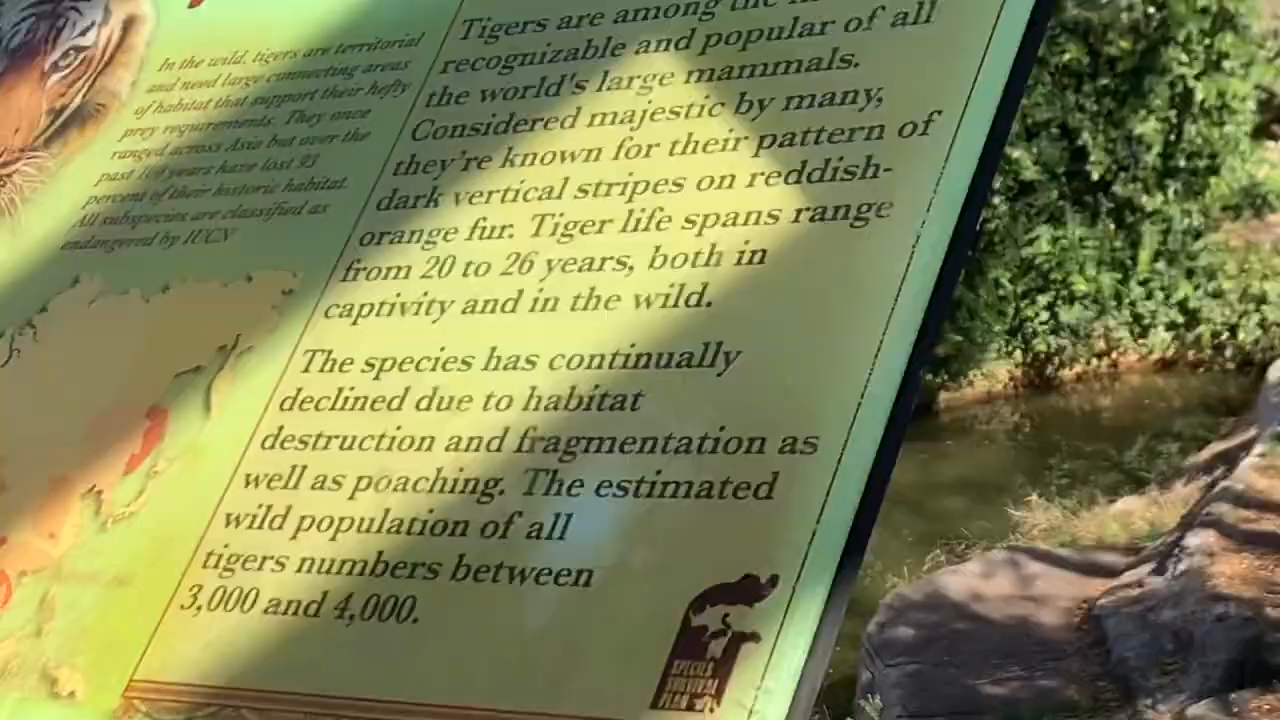 In the wild, tigers are territorial
and need large connecting areas
of habitat that support their hefty
prey requirements. They once
ranged across Asia but over the
past 100 years have lost 93
percent of their historic habitat.
All subspecies are classified as
endangered by IUCN
Tigers are among the
recognizable and popular of all
the world's large mammals.
Considered majestic by many,
they're known for their pattern of
dark vertical stripes on reddish-
orange fur. Tiger life spans range
from 20 to 26 years, both in
captivity and in the wild.
The species has continually
declined due to habitat
destruction and fragmentation as
well as poaching. The estimated
wild population of all
tigers numbers between
3,000 and 4,000.
SPECIES
SURVIVAL
PLAN